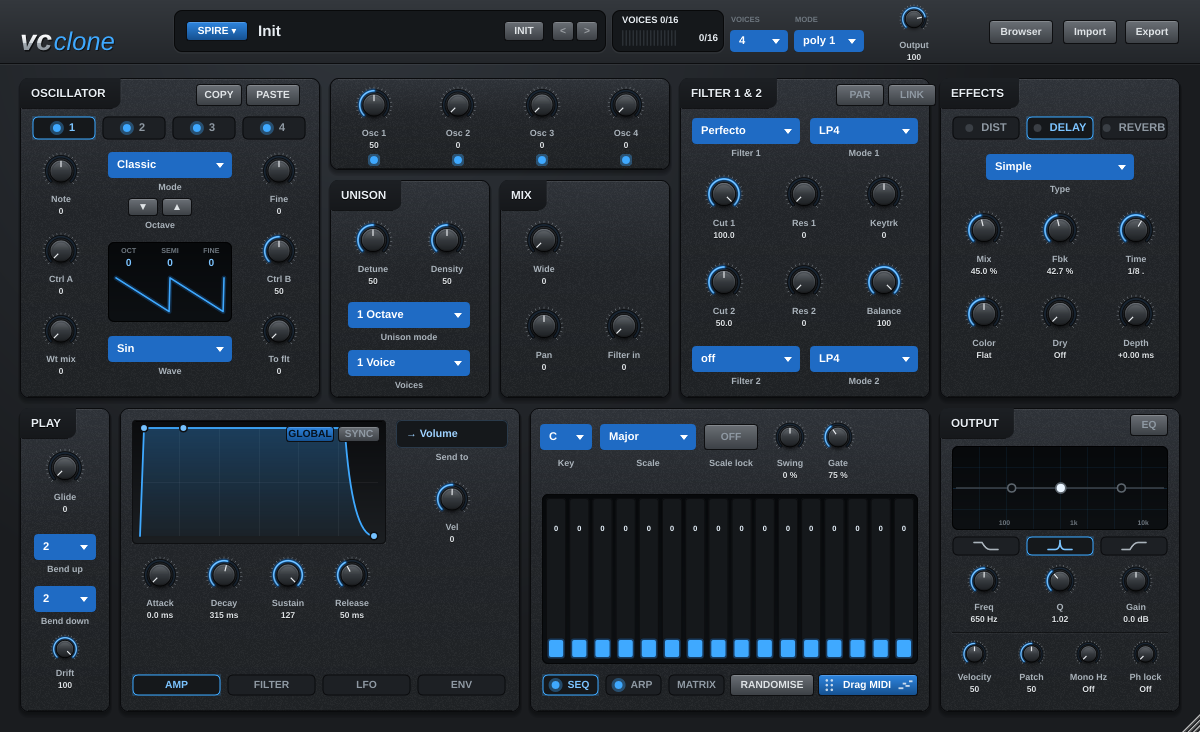 vc clone
SPIRE ▾ Init INIT < >
VOICES 0/16
0/16
VOICES MODE
4 poly 1
Output
100
Browser Import Export
OSCILLATOR COPY PASTE
1 2 3 4
Note
0
Classic
Mode
Fine
0
▼ ▲
Octave
Ctrl A
0
OCT SEMI FINE
0 0 0
Ctrl B
50
Wt mix
0
Sin
Wave
To flt
0
Osc 1 Osc 2 Osc 3 Osc 4
50 0 0 0
UNISON
Detune Density
50 50
1 Octave
Unison mode
1 Voice
Voices
MIX
Wide
0
Pan Filter in
0 0
FILTER 1 & 2 PAR LINK
Perfecto LP4
Filter 1 Mode 1
Cut 1 Res 1 Keytrk
100.0 0 0
Cut 2 Res 2 Balance
50.0 0 100
off LP4
Filter 2 Mode 2
EFFECTS
DIST DELAY REVERB
Simple
Type
Mix Fbk Time
45.0 % 42.7 % 1/8 .
Color Dry Depth
Flat Off +0.00 ms
PLAY
Glide
0
2
Bend up
2
Bend down
Drift
100
GLOBAL SYNC
→ Volume
Send to
Vel
0
Attack Decay Sustain Release
0.0 ms 315 ms 127 50 ms
AMP FILTER LFO ENV
C Major OFF
Key Scale Scale lock Swing Gate
0 % 75 %
0 0 0 0 0 0 0 0 0 0 0 0 0 0 0 0
SEQ ARP MATRIX RANDOMISE Drag MIDI
OUTPUT EQ
100 1k 10k
Freq Q Gain
650 Hz 1.02 0.0 dB
Velocity Patch Mono Hz Ph lock
50 50 Off Off